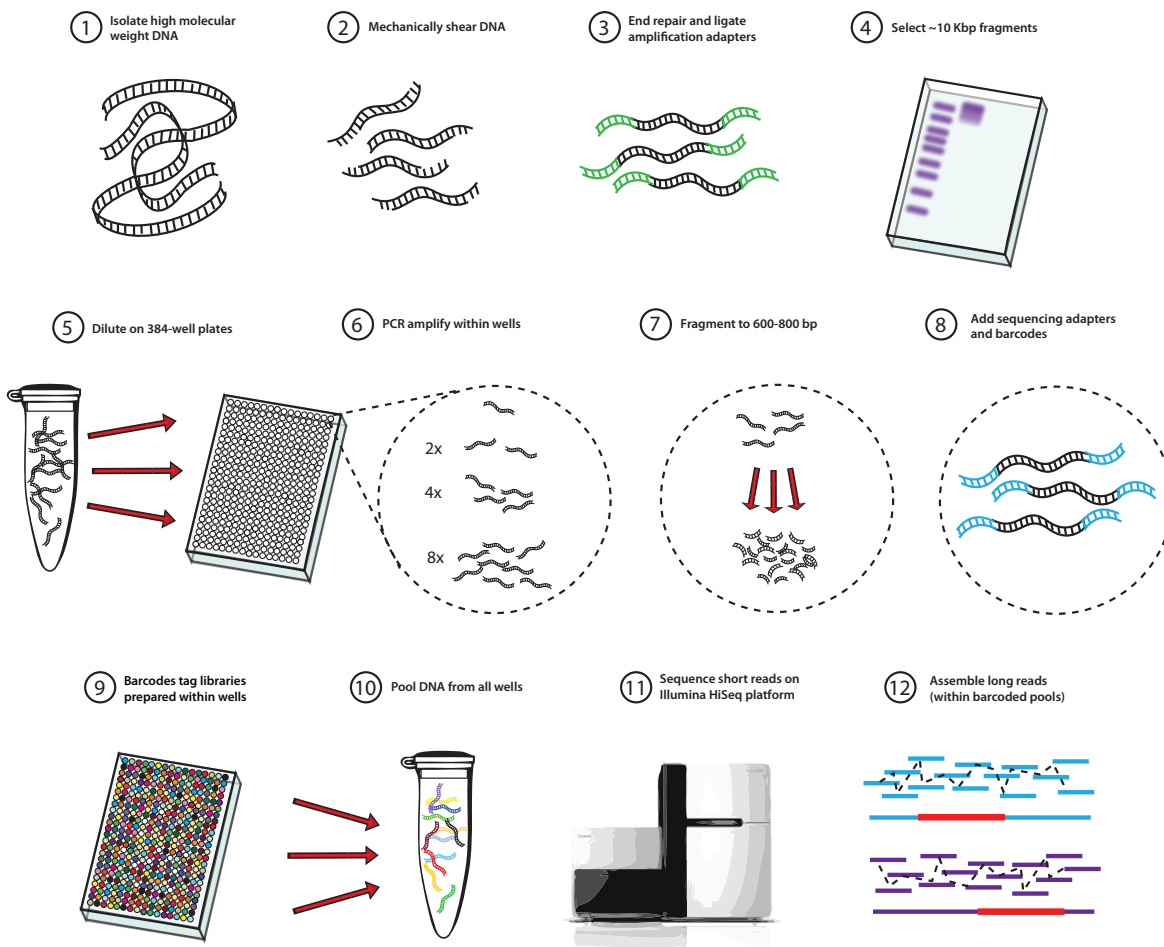 1
Isolate high molecular
weight DNA
2
Mechanically shear DNA
3
End repair and ligate
amplification adapters
4
Select ~10 Kbp fragments
5
Dilute on 384-well plates
6
PCR amplify within wells
2x
4x
8x
7
Fragment to 600-800 bp
8
Add sequencing adapters
and barcodes
9
Barcodes tag libraries
prepared within wells
10
Pool DNA from all wells
11
Sequence short reads on
Illumina HiSeq platform
12
Assemble long reads
(within barcoded pools)